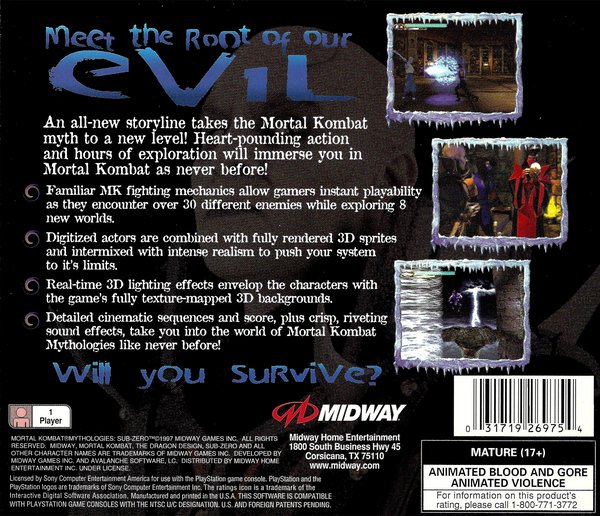 Meet the Root of our
eViL
An all-new storyline takes the Mortal Kombat
myth to a new level! Heart-pounding action
and hours of exploration will immerse you in
Mortal Kombat as never before!
Familiar MK fighting mechanics allow gamers instant playability
as they encounter over 30 different enemies while exploring 8
new worlds.
Digitized actors are combined with fully rendered 3D sprites
and intermixed with intense realism to push your system
to it's limits.
Real-time 3D lighting effects envelop the characters with
the game's fully texture-mapped 3D backgrounds.
Detailed cinematic sequences and score, plus crisp, riveting
sound effects, take you into the world of Mortal Kombat
Mythologies like never before!
Will you survive?
1
Player
MORTAL KOMBAT®MYTHOLOGIES: SUB-ZERO™©1997 MIDWAY GAMES INC. ALL RIGHTS
RESERVED. MIDWAY, MORTAL KOMBAT, THE DRAGON DESIGN, SUB-ZERO AND ALL
OTHER CHARACTER NAMES ARE TRADEMARKS OF MIDWAY GAMES INC. DEVELOPED BY
MIDWAY GAMES INC. AND AVALANCHE SOFTWARE, LC. DISTRIBUTED BY MIDWAY HOME
ENTERTAINMENT INC. UNDER LICENSE.
Licensed by Sony Computer Entertainment America for use with the PlayStation game console. PlayStation and the
PlayStation logos are trademarks of Sony Computer Entertainment Inc. The ratings icon is a trademark of the
Interactive Digital Software Association. Manufactured and printed in the U.S.A. THIS SOFTWARE IS COMPATIBLE
WITH PLAYSTATION GAME CONSOLES WITH THE NTSC U/C DESIGNATION. U.S. AND FOREIGN PATENTS PENDING.
MIDWAY
Midway Home Entertainment
1800 South Business Hwy 45
Corsicana, TX 75110
www.midway.com
0 31719 26975 4
MATURE (17+)
ANIMATED BLOOD AND GORE
ANIMATED VIOLENCE
For information on this product's
rating, please call 1-800-771-3772